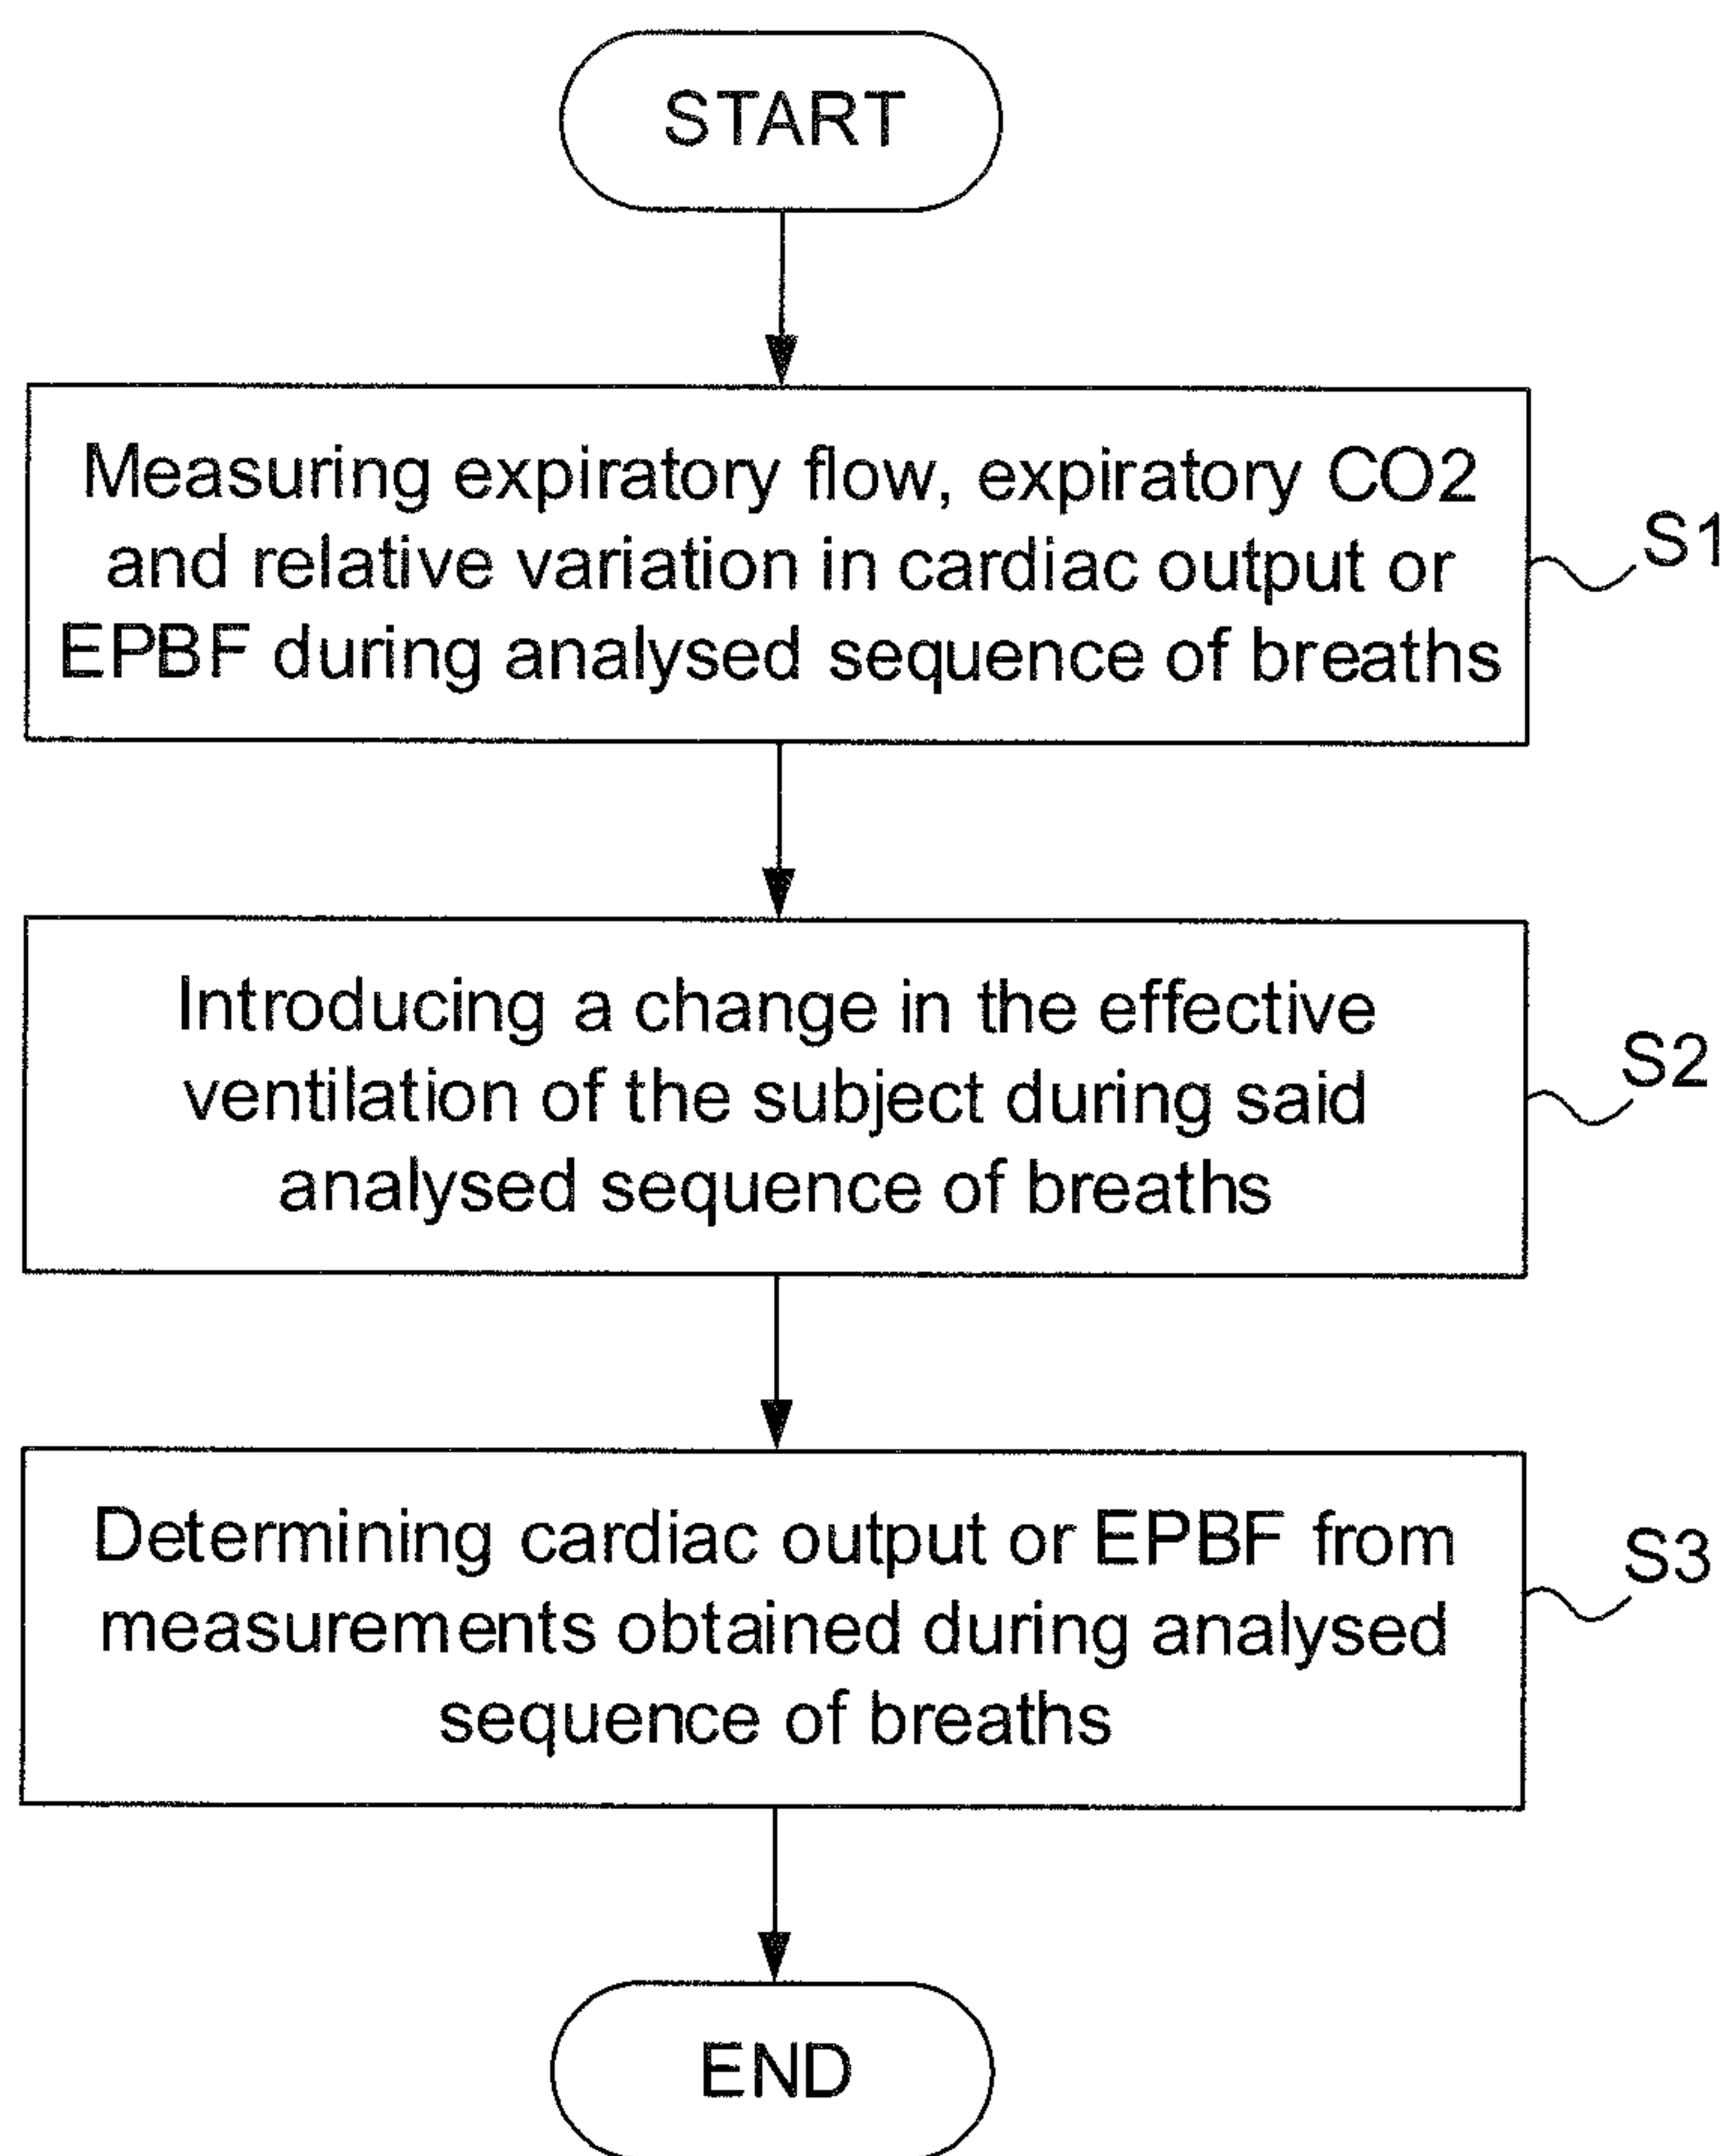 START
Measuring expiratory flow, expiratory CO2
and relative variation in cardiac output or
EPBF during analysed sequence of breaths
S1
Introducing a change in the effective
ventilation of the subject during said
analysed sequence of breaths
S2
Determining cardiac output or EPBF from
measurements obtained during analysed
sequence of breaths
S3
END